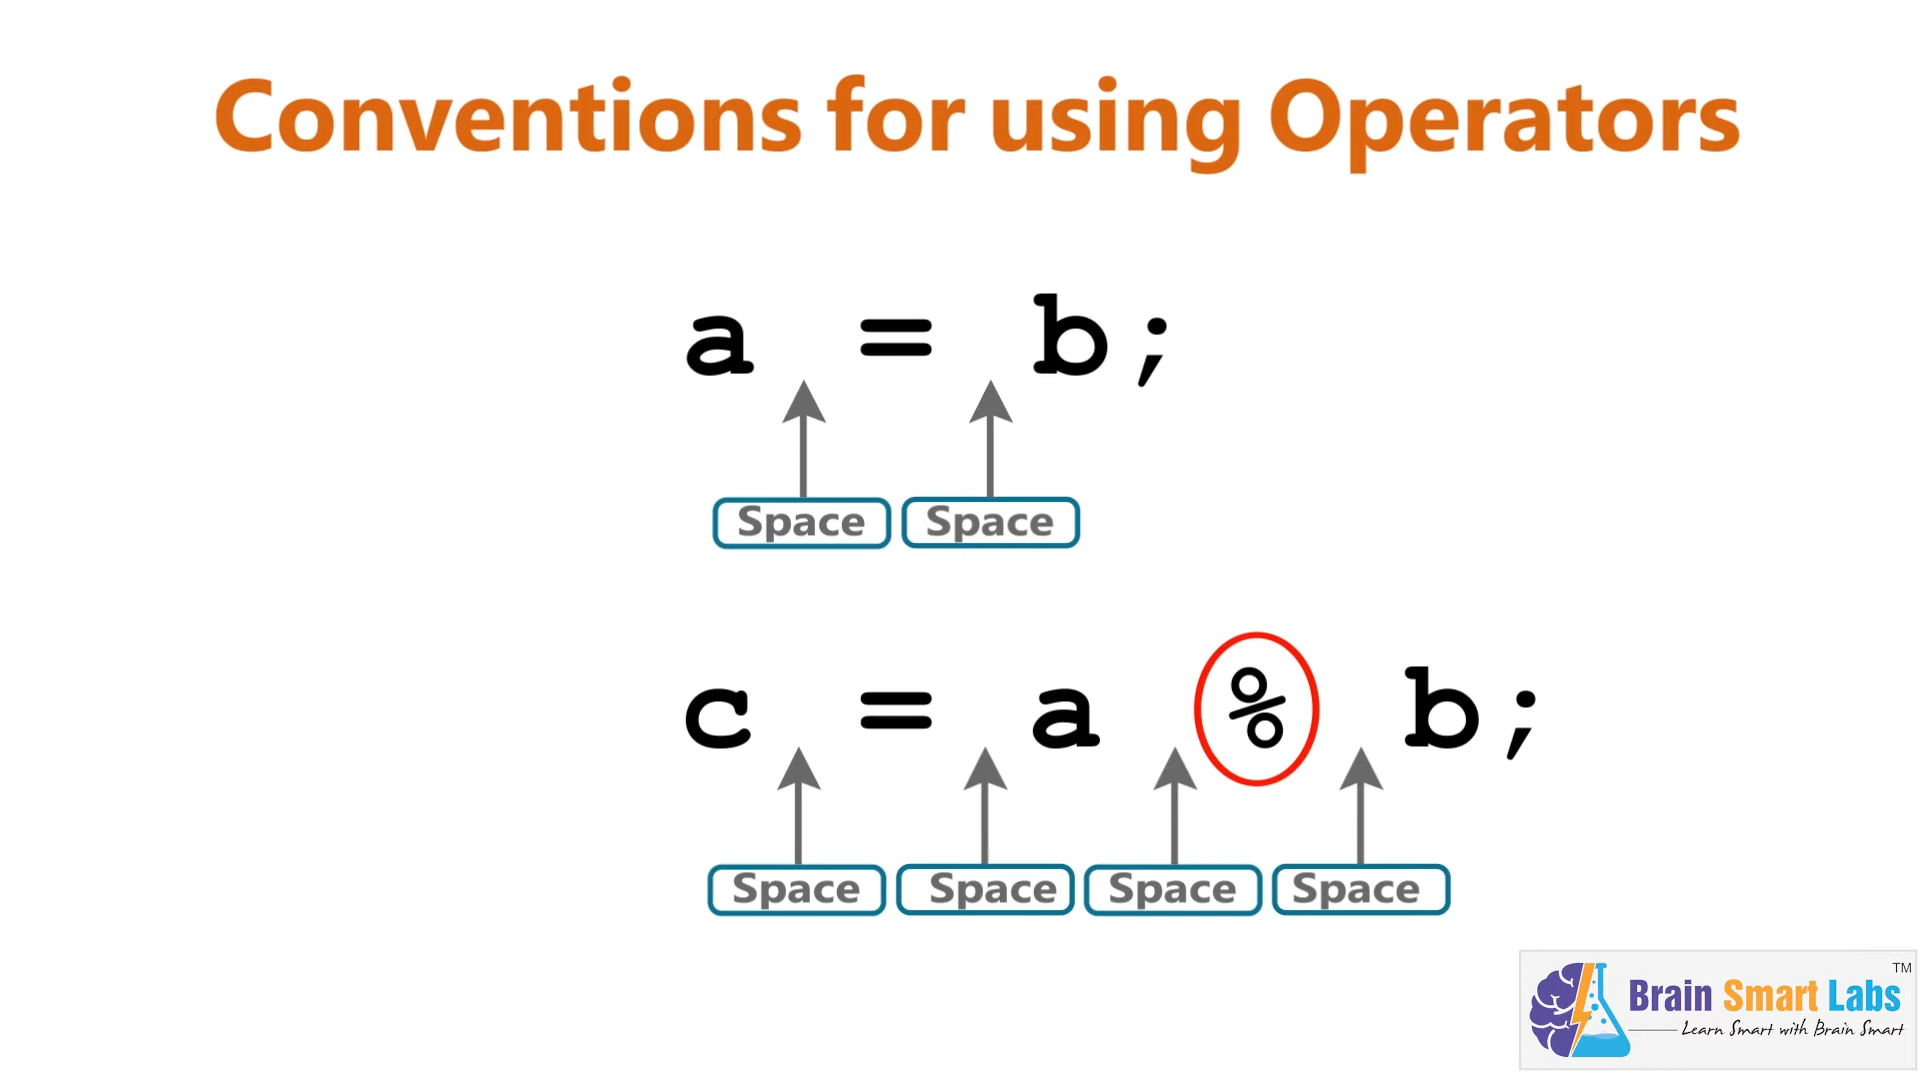 Conventions for using Operators
a = b;
Space Space
c = a % b;
Space Space Space Space
TM
Brain Smart Labs
Learn Smart with Brain Smart